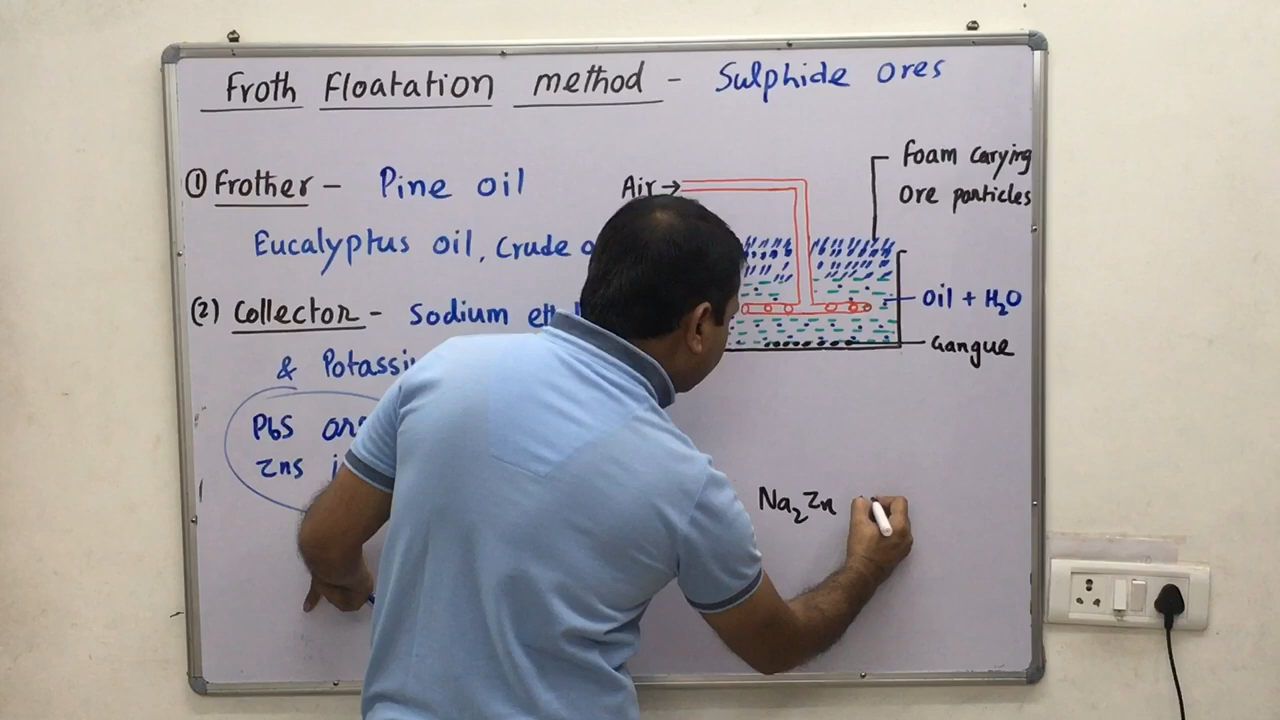 Froth Floatation method - Sulphide ores
① Frother - Pine oil
Eucalyptus oil, Crude
(2) Collector - Sodium
&
PbS
ZnS
Air →
foam carying
ore particles
Oil + H₂O
Gangue
Na₂Zn